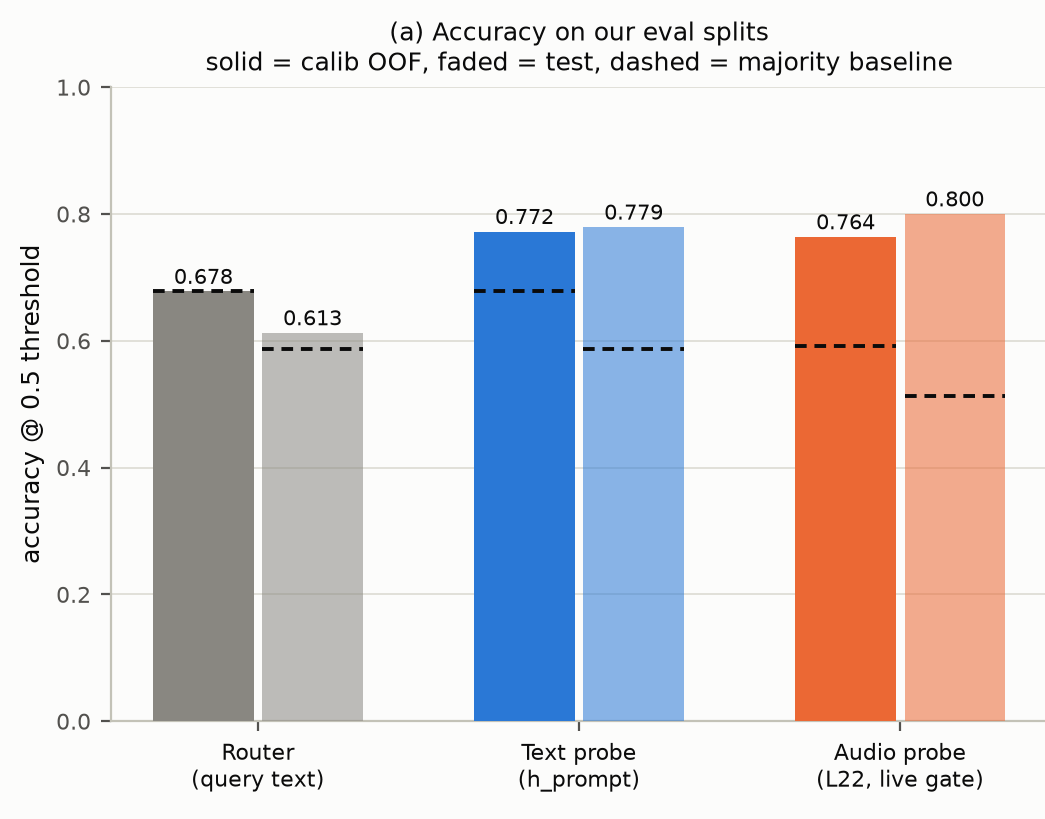 (a) Accuracy on our eval splits
solid = calib OOF, faded = test, dashed = majority baseline
accuracy @ 0.5 threshold
1.0
0.8
0.6
0.4
0.2
0.0
0.678
0.613
0.772
0.779
0.764
0.800
Router
(query text)
Text probe
(h_prompt)
Audio probe
(L22, live gate)